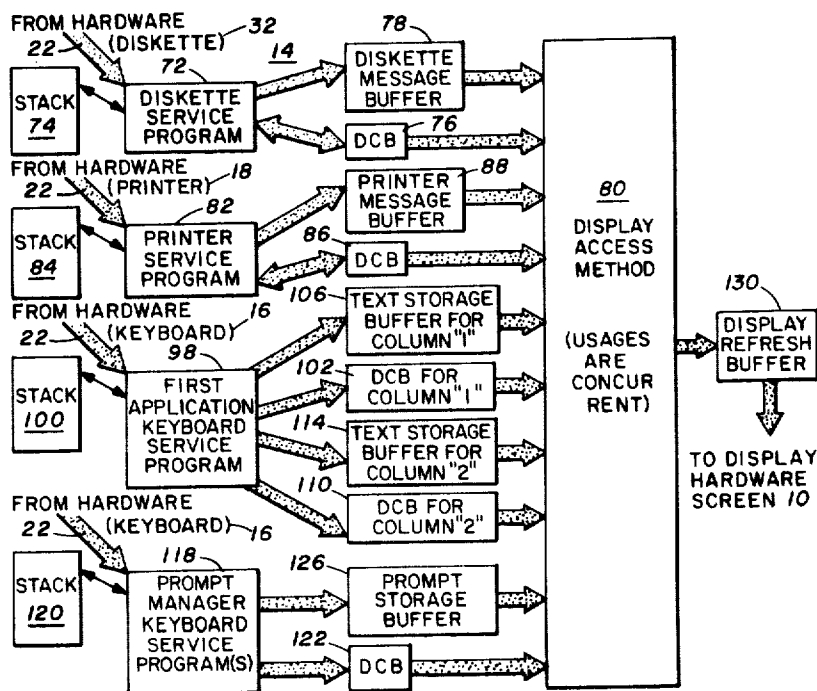 FROM HARDWARE
22 (DISKETTE) 32
14
72
STACK
74
DISKETTE
SERVICE
PROGRAM
78
DISKETTE
MESSAGE
BUFFER
76
DCB
FROM HARDWARE
22 (PRINTER) 18
82
STACK
84
PRINTER
SERVICE
PROGRAM
88
PRINTER
MESSAGE
BUFFER
86
DCB
FROM HARDWARE
22 (KEYBOARD) 16
98
STACK
100
FIRST
APPLICATION
KEYBOARD
SERVICE
PROGRAM
106
TEXT STORAGE
BUFFER FOR
COLUMN "1"
102
DCB FOR
COLUMN "1"
114
TEXT STORAGE
BUFFER FOR
COLUMN "2"
110
DCB FOR
COLUMN "2"
FROM HARDWARE
22 (KEYBOARD) 16
118
STACK
120
PROMPT
MANAGER
KEYBOARD
SERVICE
PROGRAM(S)
126
PROMPT
STORAGE
BUFFER
122
DCB
80
DISPLAY
ACCESS
METHOD
(USAGES
ARE
CONCUR
RENT)
130
DISPLAY
REFRESH
BUFFER
TO DISPLAY
HARDWARE
SCREEN 10